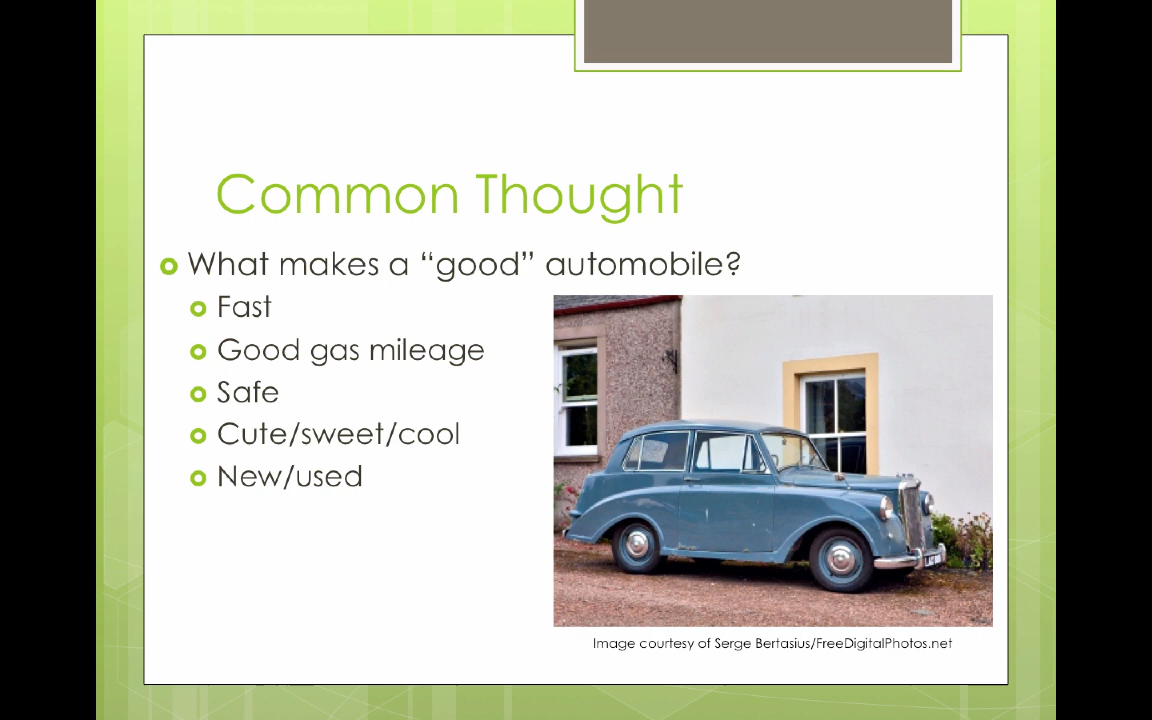 Common Thought
What makes a “good” automobile?
Fast
Good gas mileage
Safe
Cute/sweet/cool
New/used
Image courtesy of Serge Bertasius/FreeDigitalPhotos.net